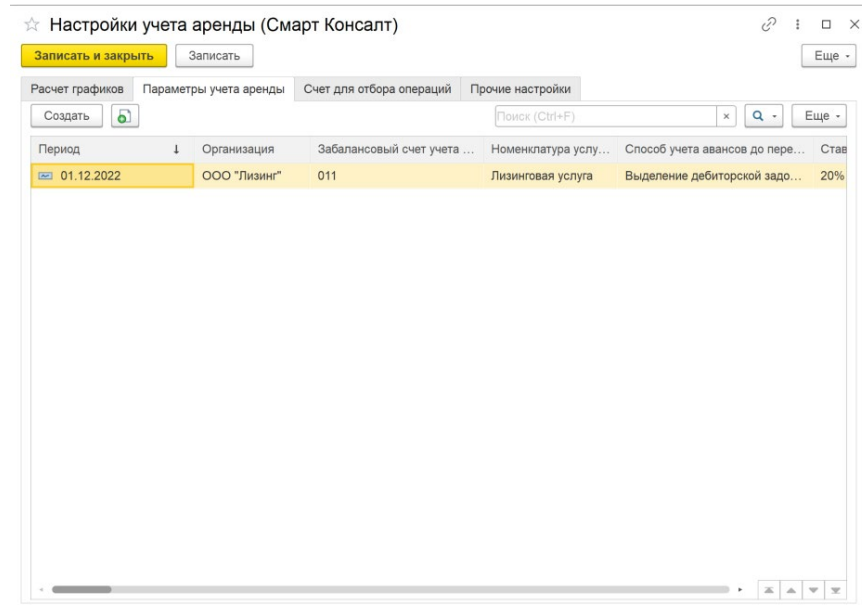 Настройки учета аренды (Смарт Консалт)
Записать и закрыть Записать Еще
Расчет графиков Параметры учета аренды Счет для отбора операций Прочие настройки
Создать Поиск (Ctrl+F) × Еще
Период ↓ Организация Забалансовый счет учета ... Номенклатура услу... Способ учета авансов до пере... Став
01.12.2022 ООО "Лизинг" 011 Лизинговая услуга Выделение дебиторской задо... 20%